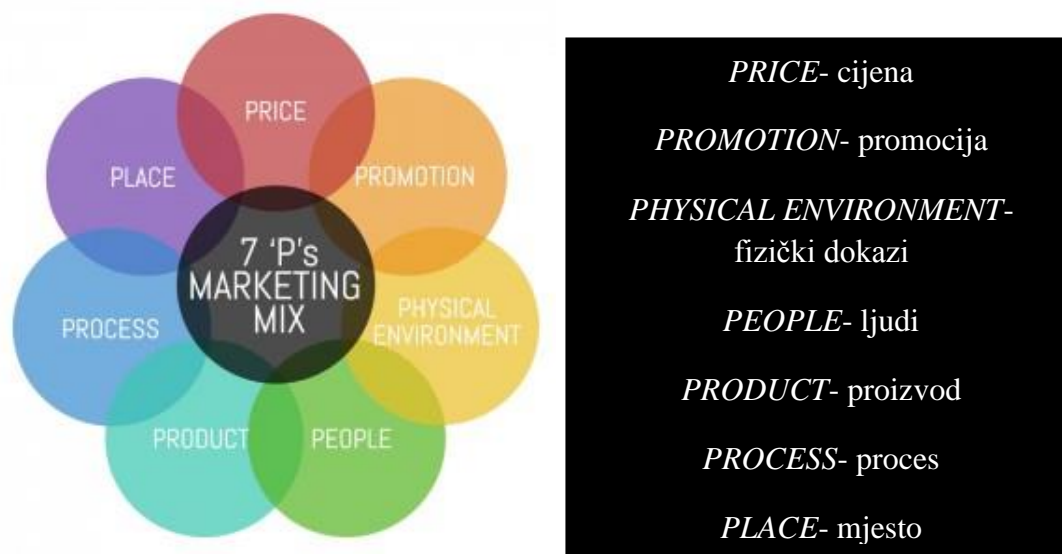 PRICE
PROMOTION
PHYSICAL
ENVIRONMENT
PEOPLE
PRODUCT
PROCESS
PLACE
7 'P's
MARKETING
MIX
PRICE- cijena
PROMOTION- promocija
PHYSICAL ENVIRONMENT-
fizički dokazi
PEOPLE- ljudi
PRODUCT- proizvod
PROCESS- proces
PLACE- mjesto